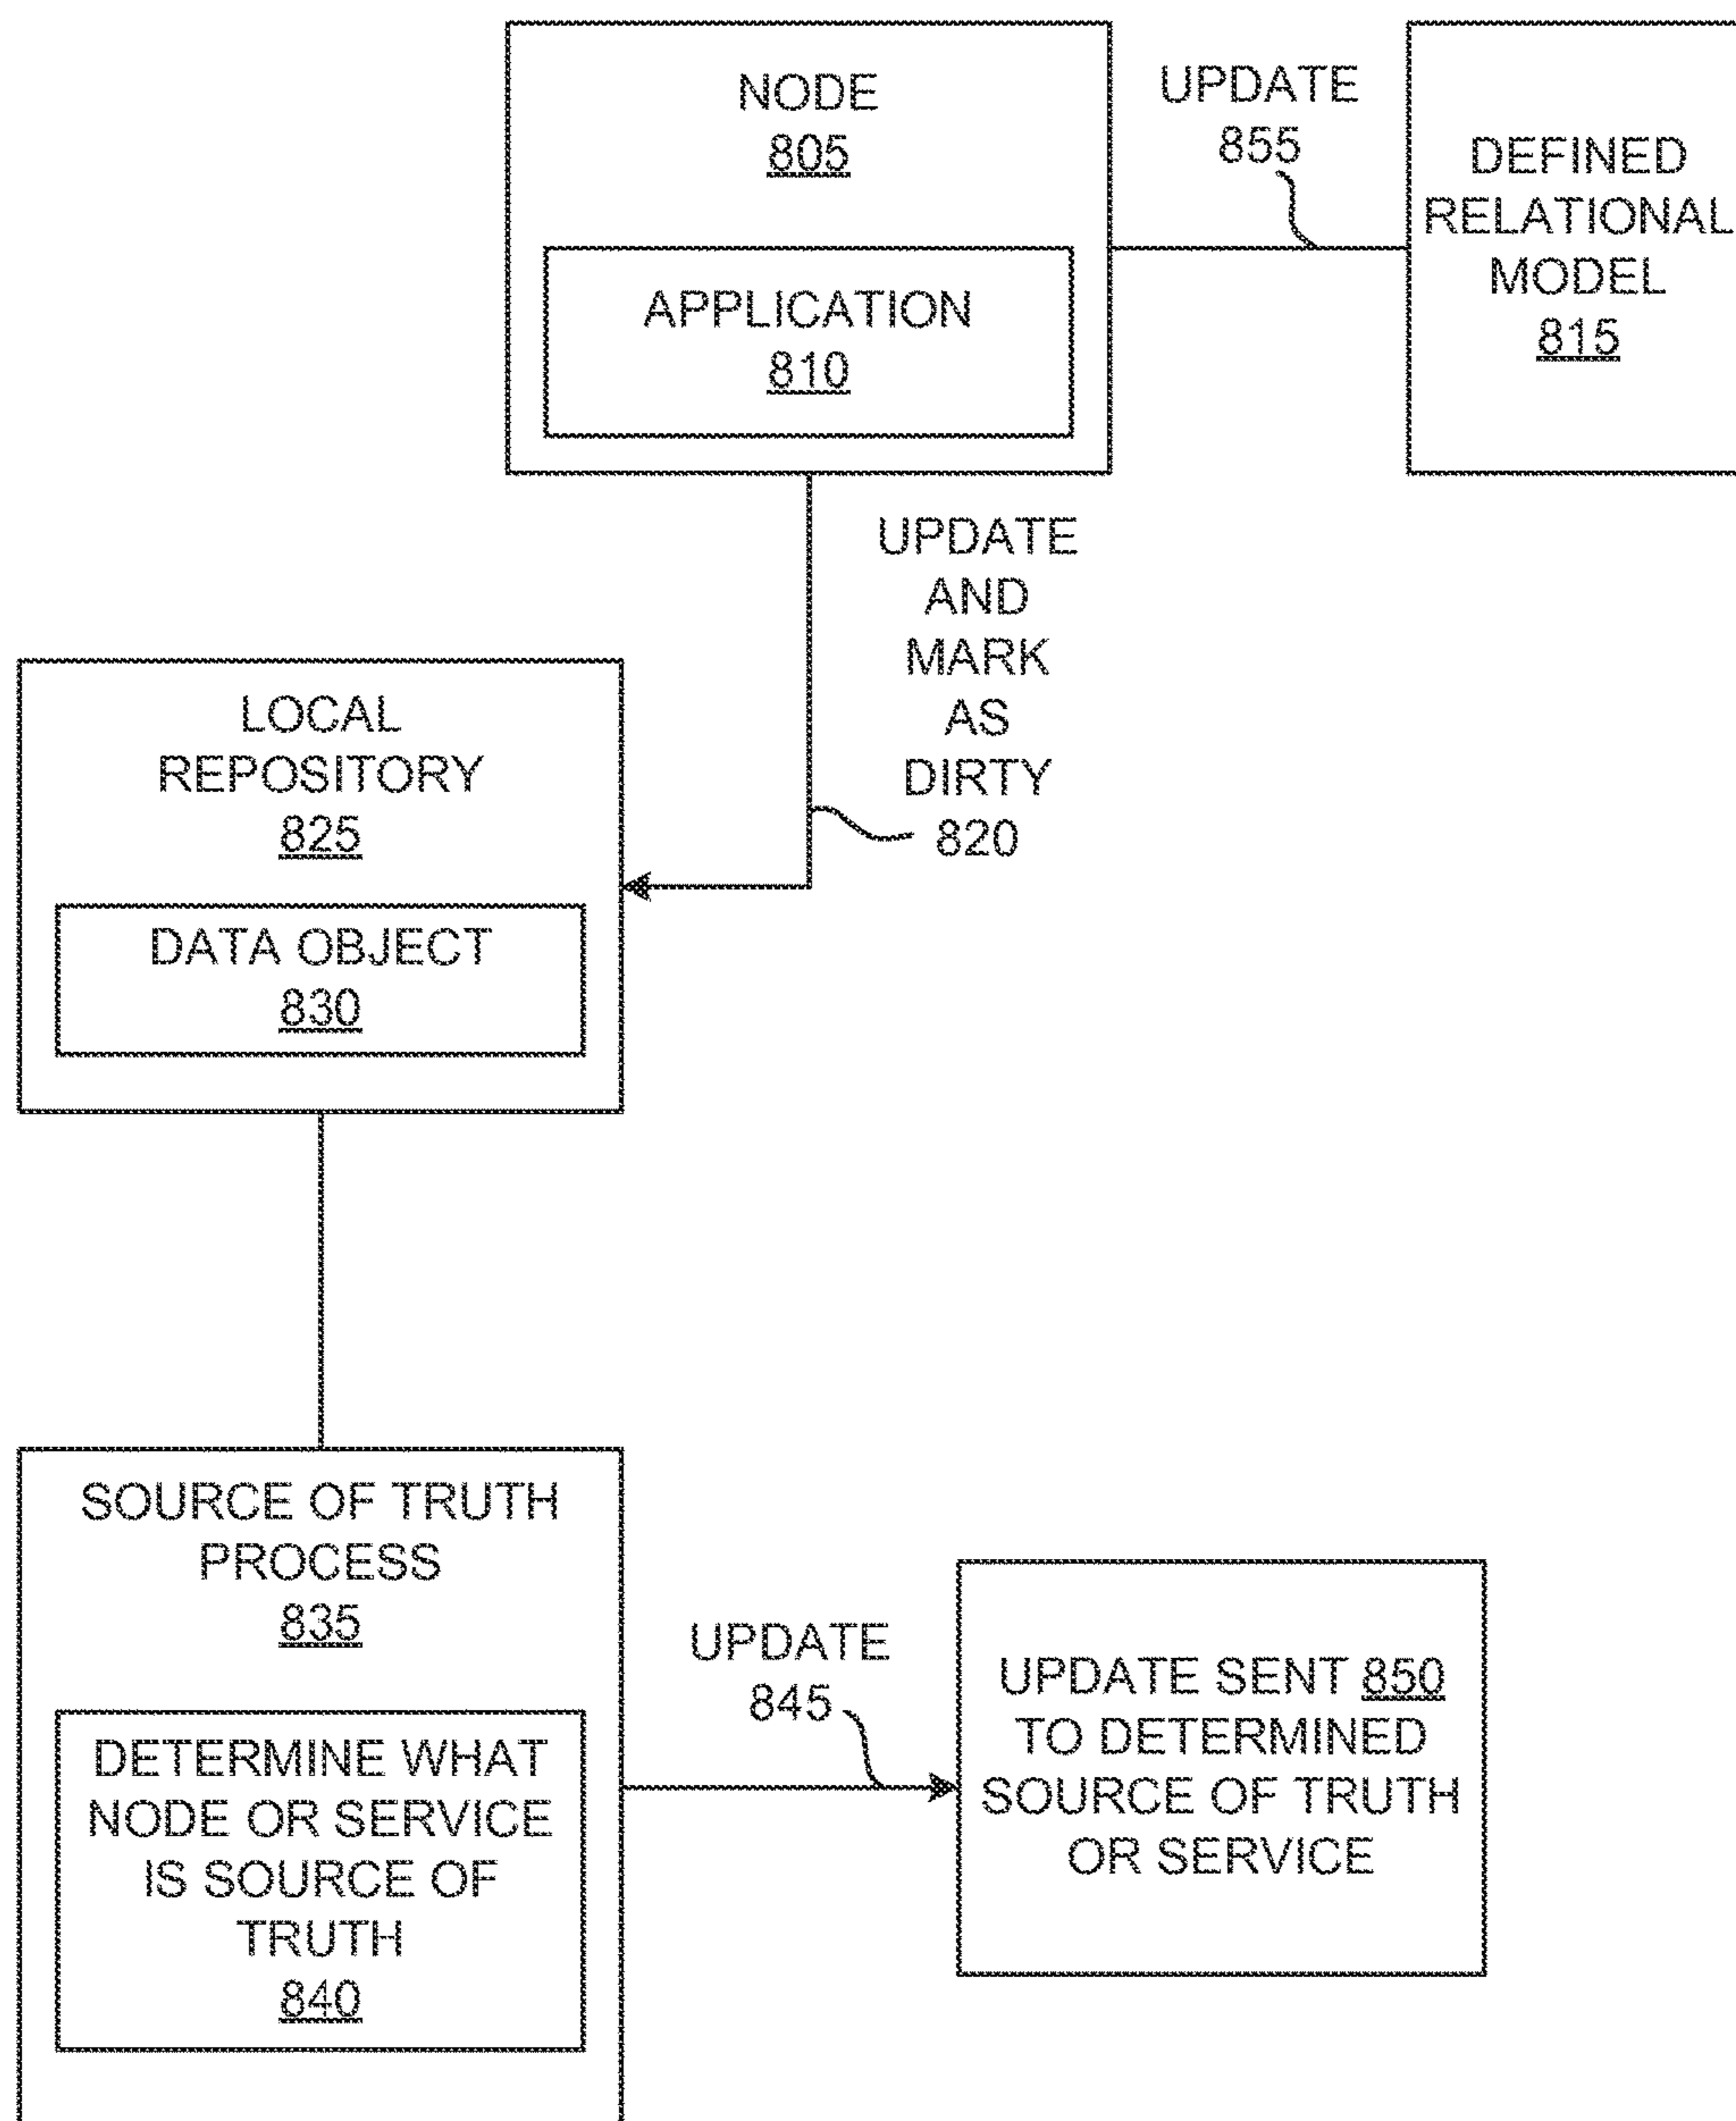 NODE
805
APPLICATION
810
UPDATE
855
DEFINED
RELATIONAL
MODEL
815
UPDATE
AND
MARK
AS
DIRTY
820
LOCAL
REPOSITORY
825
DATA OBJECT
830
SOURCE OF TRUTH
PROCESS
835
DETERMINE WHAT
NODE OR SERVICE
IS SOURCE OF
TRUTH
840
UPDATE
845
UPDATE SENT 850
TO DETERMINED
SOURCE OF TRUTH
OR SERVICE